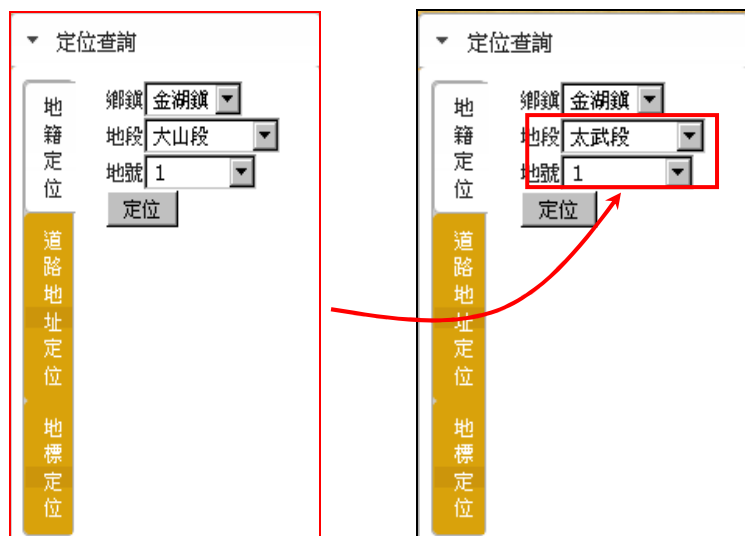 定位查詢
鄉鎮 金湖鎮
地段 大山段
地號 1
定位
地籍定位
道路地址定位
地標定位
定位查詢
鄉鎮 金湖鎮
地段 太武段
地號 1
定位
地籍定位
道路地址定位
地標定位